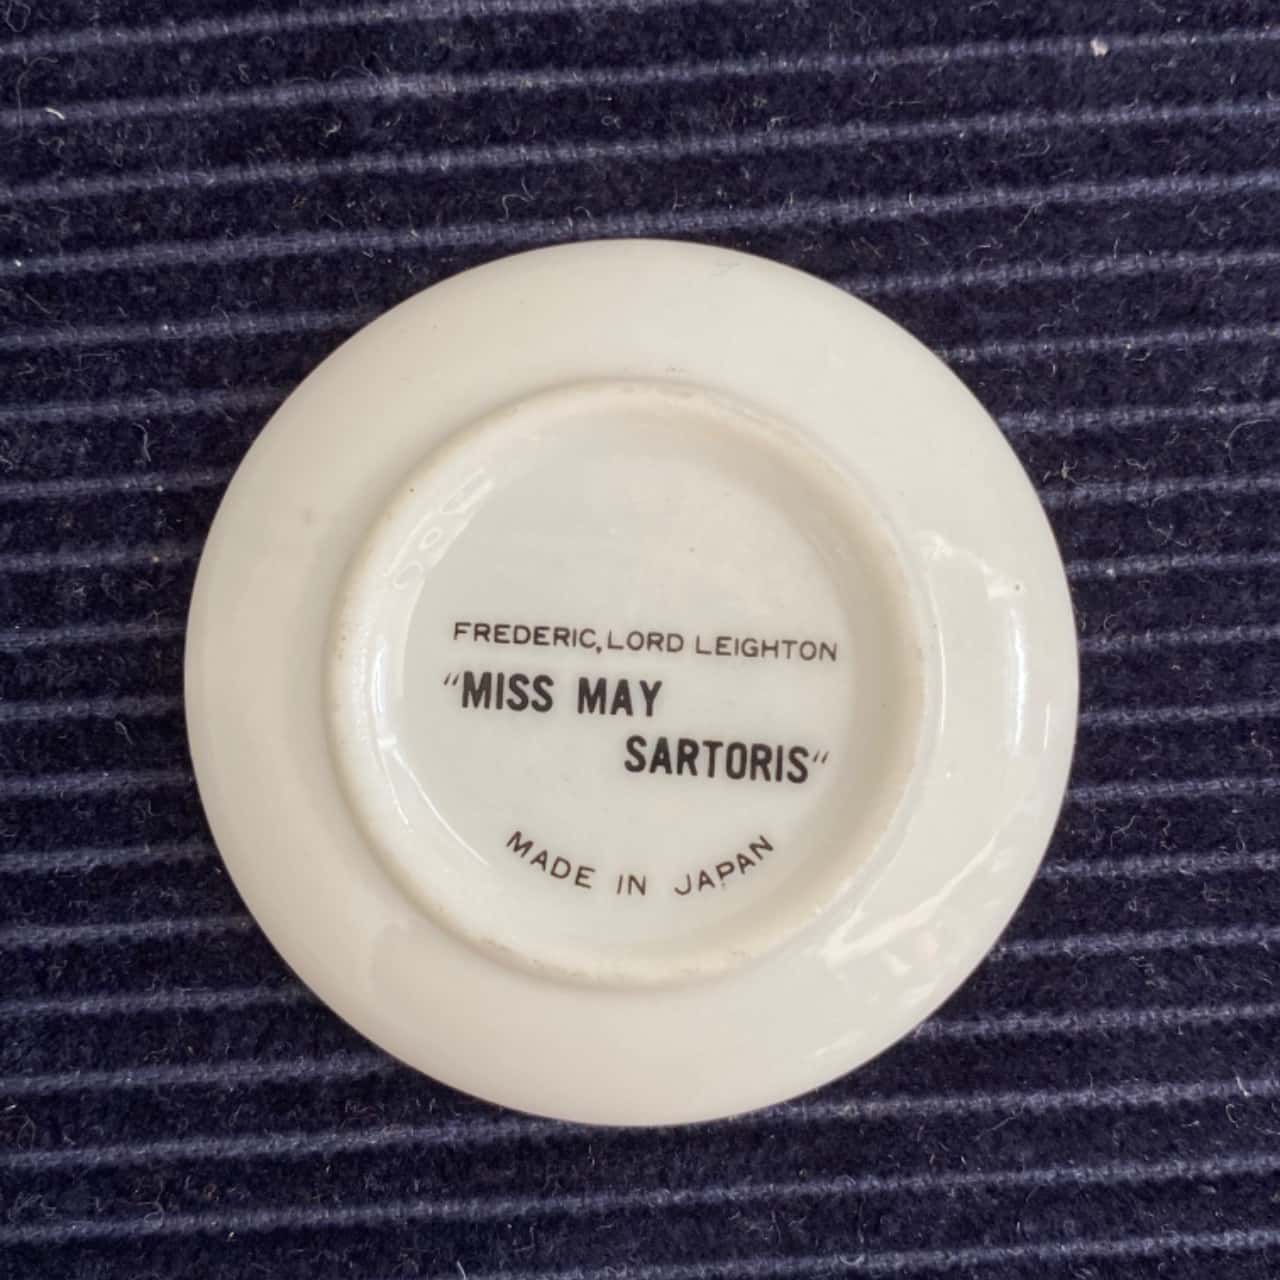 FREDERIC, LORD LEIGHTON
“MISS MAY
SARTORIS“
MADE IN JAPAN